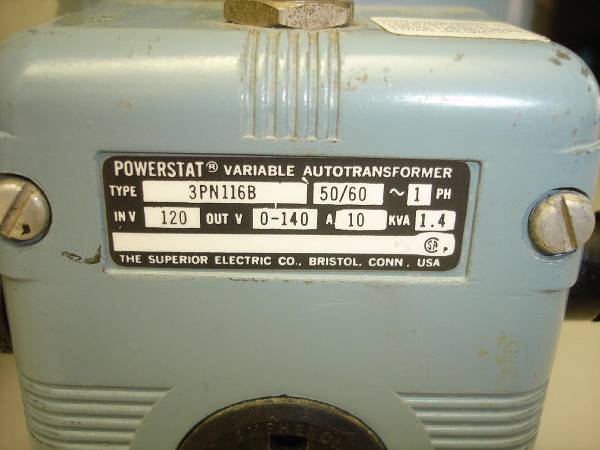 POWERSTAT® VARIABLE AUTOTRANSFORMER
TYPE 3PN116B 50/60 ~ 1 PH
IN V 120 OUT V 0-140 A. 10 KVA 1.4
THE SUPERIOR ELECTRIC CO., BRISTOL, CONN. USA
AMPHENOL